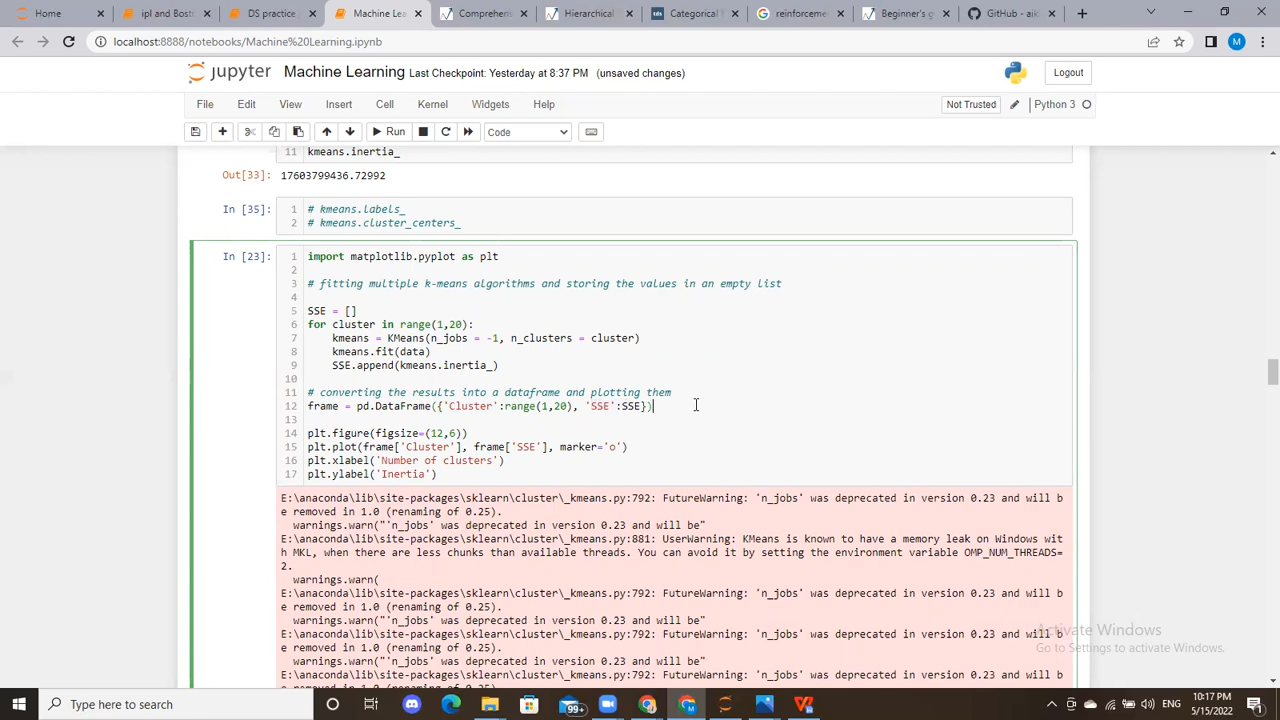 Home
ipl and Bosto
DS practice g
Machine Lea
Comprehens
Hierarchical
Categorical F
reinforceme
Beginner's g
GitHub - aik
localhost:8888/notebooks/Machine%20Learning.ipynb
M
jupyter Machine Learning Last Checkpoint: Yesterday at 8:37 PM (unsaved changes)
Logout
File Edit View Insert Cell Kernel Widgets Help
Not Trusted Python 3
Run Code
11 kmeans.inertia_
Out[33]: 17603799436.72992
In [35]: 1 # kmeans.labels_
2 # kmeans.cluster_centers_
In [23]: 1 import matplotlib.pyplot as plt
2
3 # fitting multiple k-means algorithms and storing the values in an empty list
4
5 SSE = []
6 for cluster in range(1,20):
7 kmeans = KMeans(n_jobs = -1, n_clusters = cluster)
8 kmeans.fit(data)
9 SSE.append(kmeans.inertia_)
10
11 # converting the results into a dataframe and plotting them
12 frame = pd.DataFrame({'Cluster':range(1,20), 'SSE':SSE})
13
14 plt.figure(figsize=(12,6))
15 plt.plot(frame['Cluster'], frame['SSE'], marker='o')
16 plt.xlabel('Number of clusters')
17 plt.ylabel('Inertia')
E:\anaconda\lib\site-packages\sklearn\cluster\_kmeans.py:792: FutureWarning: 'n_jobs' was deprecated in version 0.23 and will b
e removed in 1.0 (renaming of 0.25).
warnings.warn("'n_jobs' was deprecated in version 0.23 and will be"
E:\anaconda\lib\site-packages\sklearn\cluster\_kmeans.py:881: UserWarning: KMeans is known to have a memory leak on Windows wit
h MKL, when there are less chunks than available threads. You can avoid it by setting the environment variable OMP_NUM_THREADS=
2.
warnings.warn(
E:\anaconda\lib\site-packages\sklearn\cluster\_kmeans.py:792: FutureWarning: 'n_jobs' was deprecated in version 0.23 and will b
e removed in 1.0 (renaming of 0.25).
warnings.warn("'n_jobs' was deprecated in version 0.23 and will be"
E:\anaconda\lib\site-packages\sklearn\cluster\_kmeans.py:792: FutureWarning: 'n_jobs' was deprecated in version 0.23 and will b
e removed in 1.0 (renaming of 0.25).
warnings.warn("'n_jobs' was deprecated in version 0.23 and will be"
E:\anaconda\lib\site-packages\sklearn\cluster\_kmeans.py:792: FutureWarning: 'n_jobs' was deprecated in version 0.23 and will b
e removed in 1.0 (renaming of 0.25).
Activate Windows
Go to Settings to activate Windows.
Type here to search
99+
ENG
10:17 PM
5/15/2022